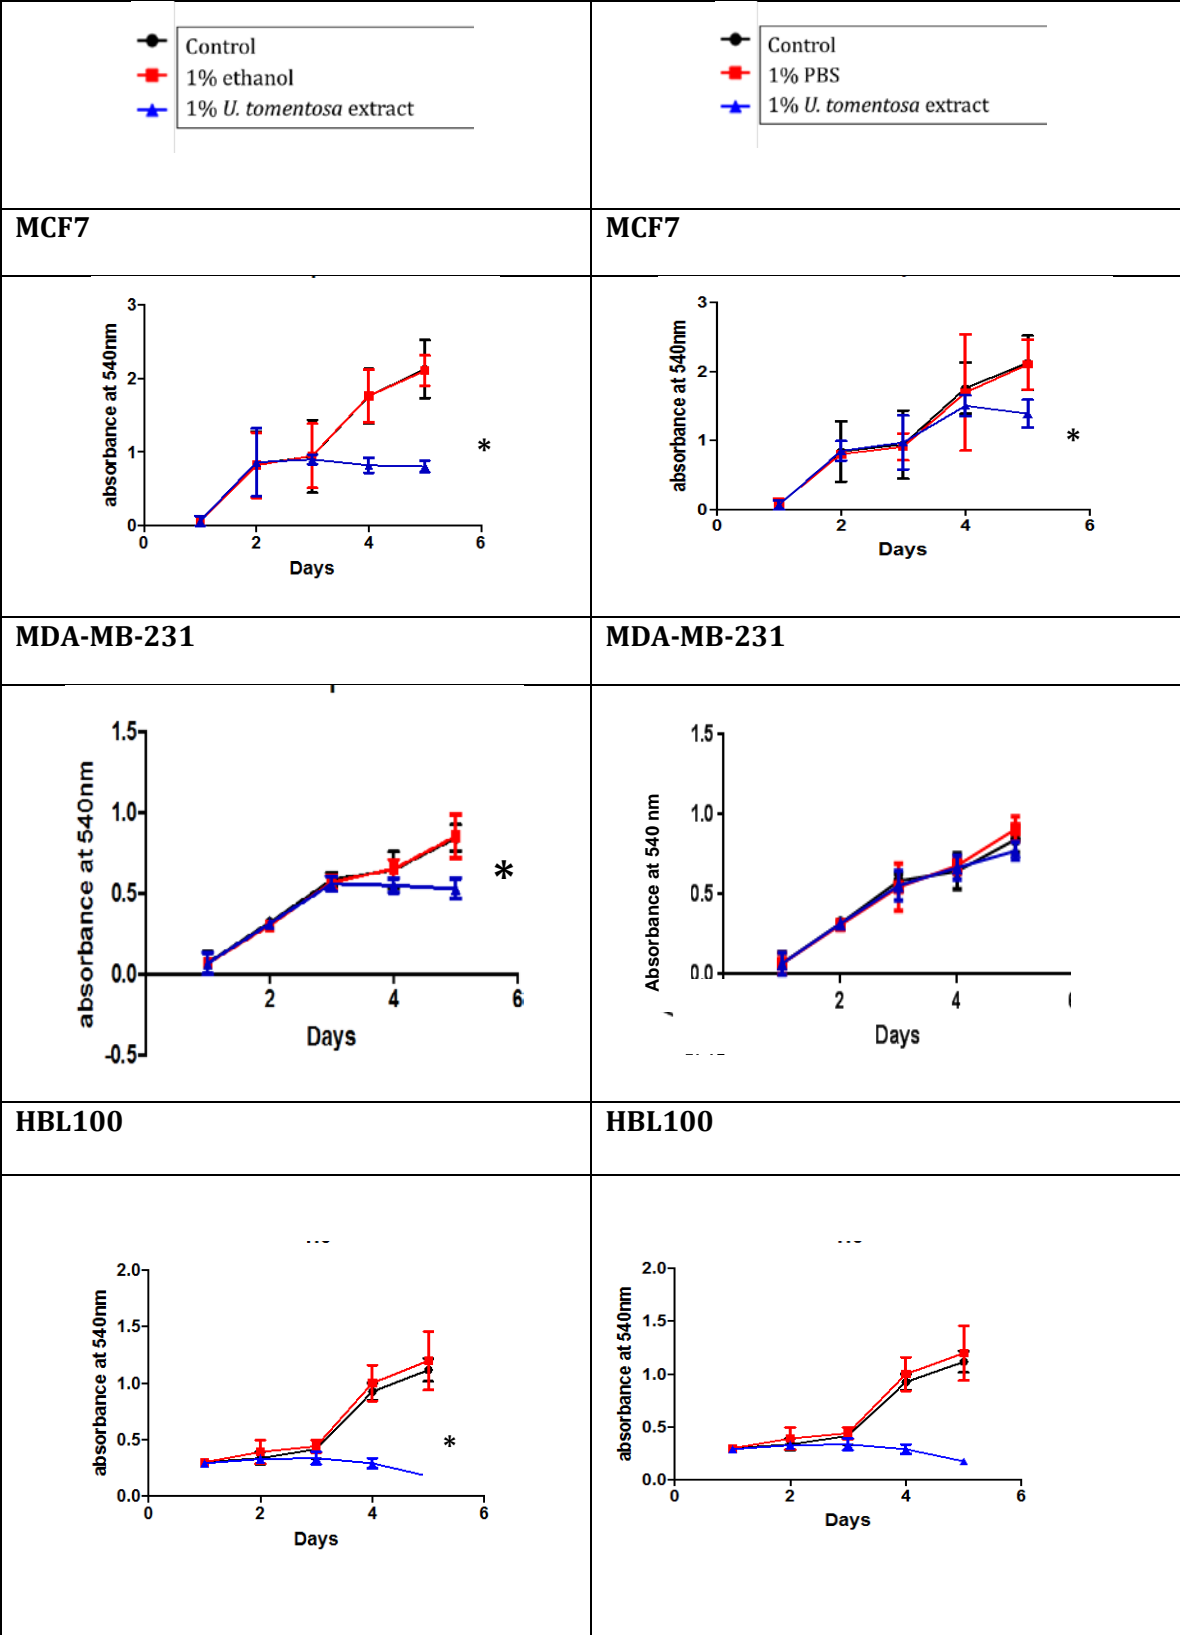 Control
1% ethanol
1% U. tomentosa extract
Control
1% PBS
1% U. tomentosa extract
MCF7
MCF7
absorbance at 540nm
3
2
1
0
0 2 4 6
Days
*
absorbance at 540nm
3
2
1
0
0 2 4 6
Days
*
MDA-MB-231
MDA-MB-231
absorbance at 540nm
1.5
1.0
0.5
0.0
-0.5
2 4 6
Days
*
Absorbance at 540 nm
1.5
1.0
0.5
0.0
2 4
Days
HBL100
HBL100
absorbance at 540nm
2.0
1.5
1.0
0.5
0.0
0 2 4 6
Days
*
absorbance at 540nm
2.0
1.5
1.0
0.5
0.0
0 2 4 6
Days